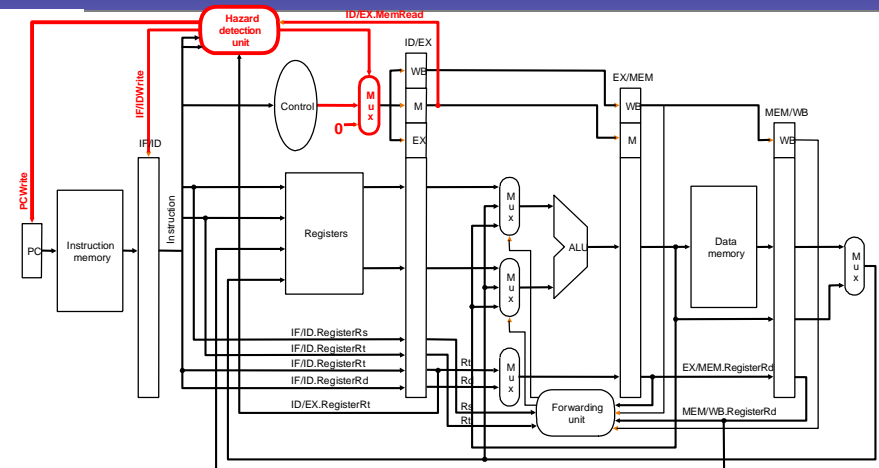 Hazard
detection
unit
ID/EX.MemRead
ID/EX
WB
M
EX
EX/MEM
WB
M
MEM/WB
WB
IF/IDWrite
PCWrite
Control
M
u
x
0
IF/ID
Instruction
PC
Instruction
memory
Registers
M
u
x
M
u
x
ALU
Data
memory
M
u
x
IF/ID.RegisterRs
IF/ID.RegisterRt
IF/ID.RegisterRt
IF/ID.RegisterRd
ID/EX.RegisterRt
Rt
Rd
M
u
x
Rs
Rt
Forwarding
unit
EX/MEM.RegisterRd
MEM/WB.RegisterRd